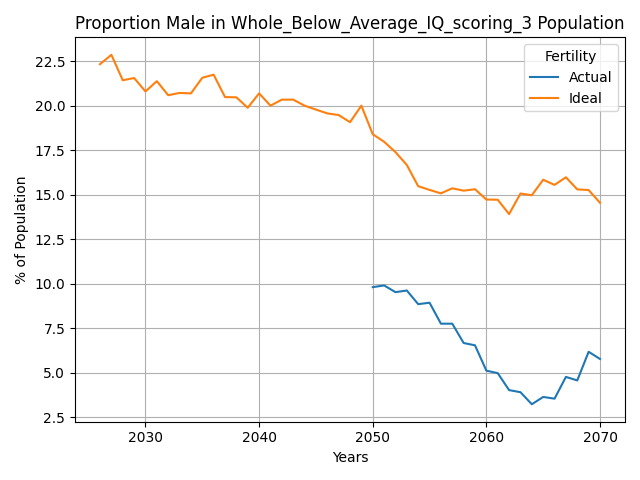 Proportion Male in Whole_Below_Average_IQ_scoring_3 Population
Fertility
Actual
Ideal
% of Population
22.5
20.0
17.5
15.0
12.5
10.0
7.5
5.0
2.5
2030 2040 2050 2060 2070
Years